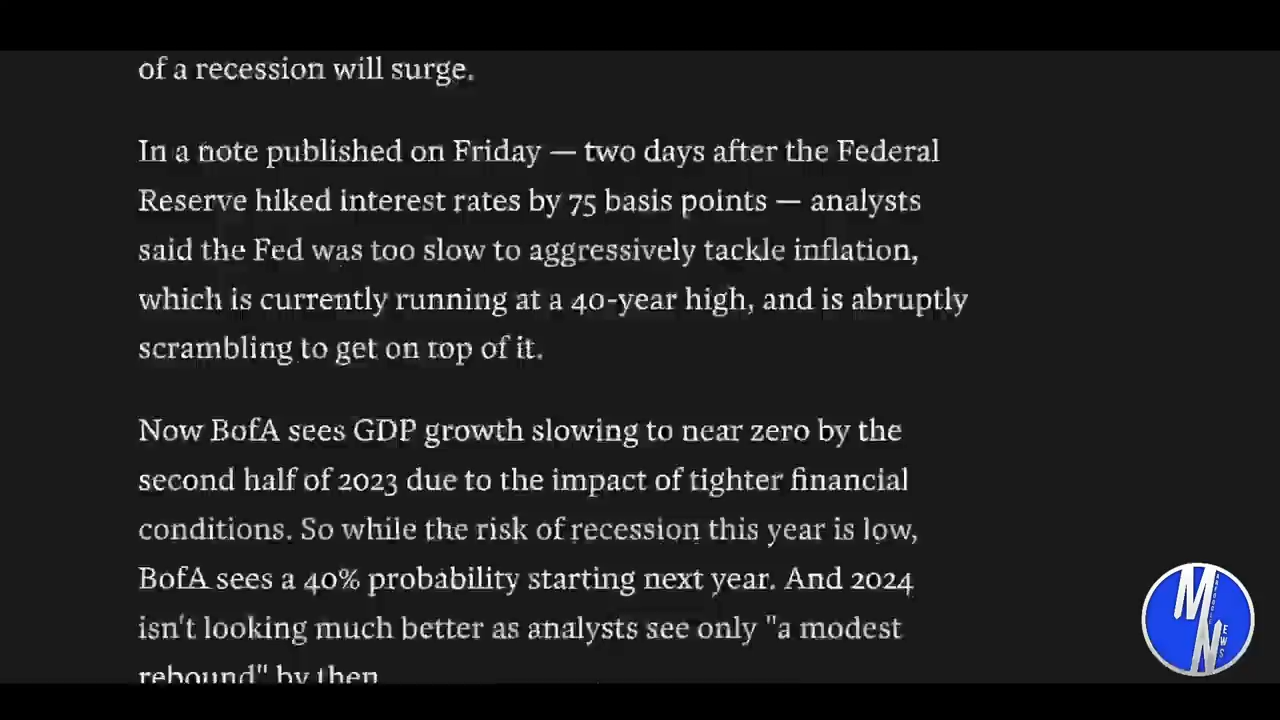 of a recession will surge.
In a note published on Friday — two days after the Federal
Reserve hiked interest rates by 75 basis points — analysts
said the Fed was too slow to aggressively tackle inflation,
which is currently running at a 40-year high, and is abruptly
scrambling to get on top of it.
Now BofA sees GDP growth slowing to near zero by the
second half of 2023 due to the impact of tighter financial
conditions. So while the risk of recession this year is low,
BofA sees a 40% probability starting next year. And 2024
isn't looking much better as analysts see only "a modest
rebound" by then
M
N
EWS